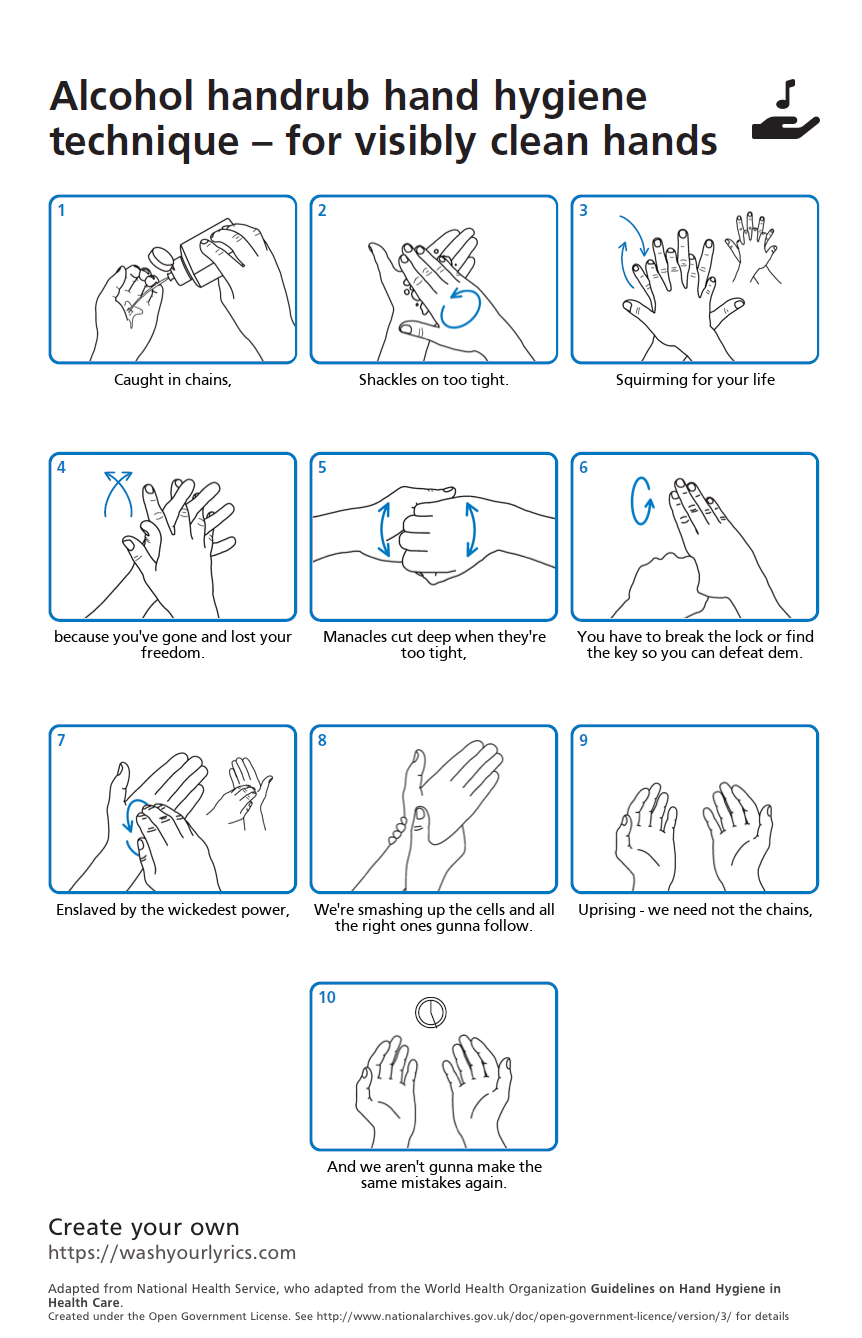 Alcohol handrub hand hygiene
technique – for visibly clean hands
1
Caught in chains,
2
Shackles on too tight.
3
Squirming for your life
4
because you've gone and lost your
freedom.
5
Manacles cut deep when they're
too tight,
6
You have to break the lock or find
the key so you can defeat dem.
7
Enslaved by the wickedest power,
8
We're smashing up the cells and all
the right ones gunna follow.
9
Uprising - we need not the chains,
10
And we aren't gunna make the
same mistakes again.
Create your own
https://washyourlyrics.com
Adapted from National Health Service, who adapted from the World Health Organization Guidelines on Hand Hygiene in
Health Care.
Created under the Open Government License. See http://www.nationalarchives.gov.uk/doc/open-government-licence/version/3/ for details